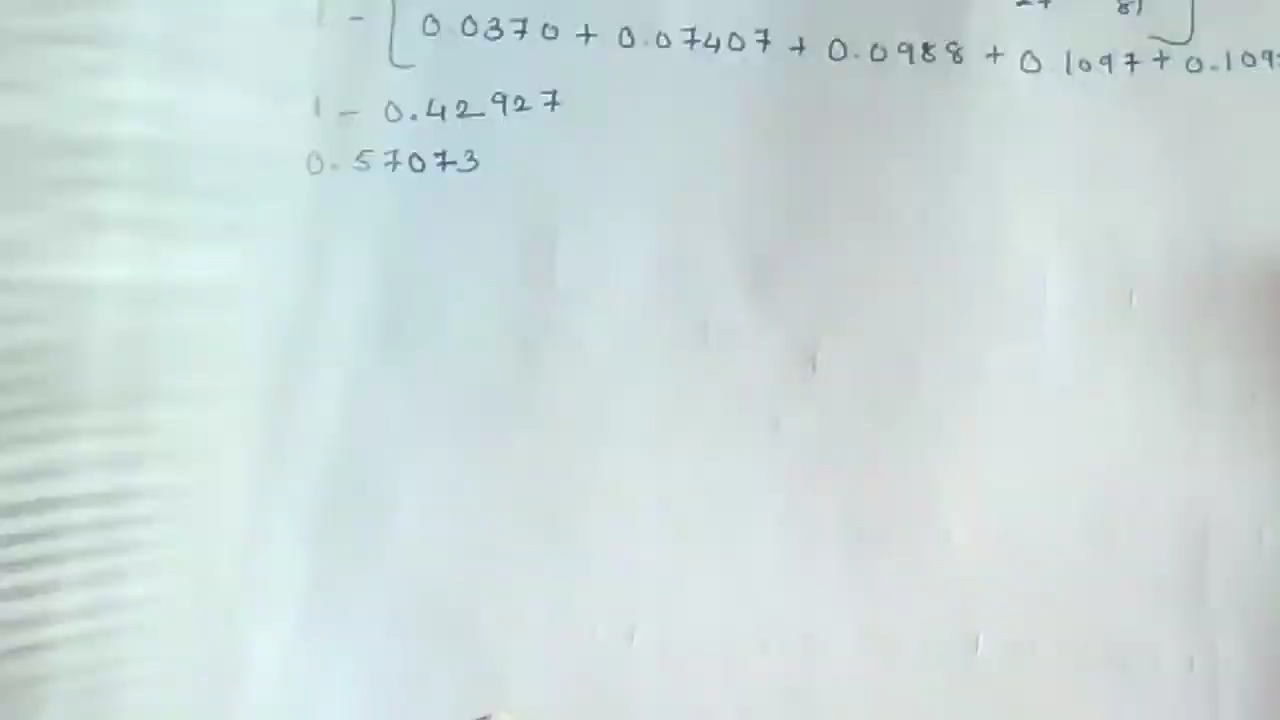 1 - [ 0.0370 + 0.07407 + 0.0988 + 0.1097 + 0.109
1 - 0.42927
0.57073